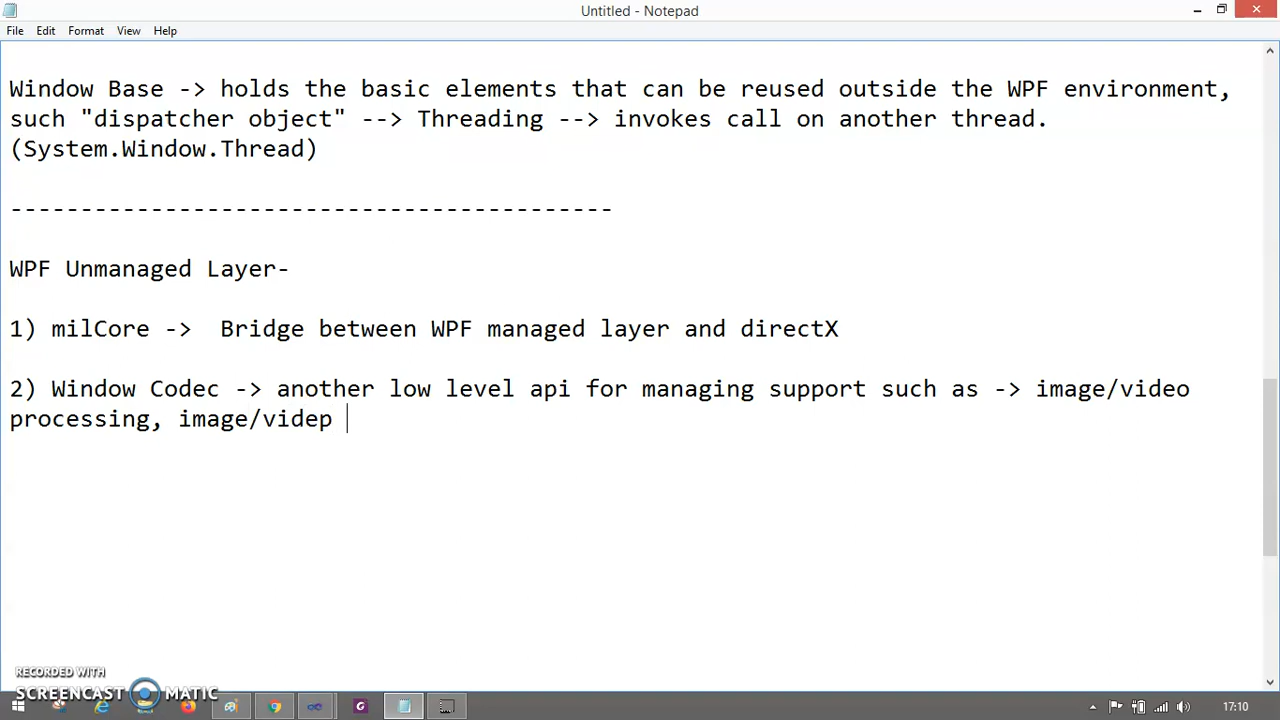 Untitled - Notepad
File Edit Format View Help
Window Base -> holds the basic elements that can be reused outside the WPF environment,
such "dispatcher object" --> Threading --> invokes call on another thread.
(System.Window.Thread)
-------------------------------------------
WPF Unmanaged Layer-
1) milCore ->  Bridge between WPF managed layer and directX
2) Window Codec -> another low level api for managing support such as -> image/video
processing, image/videp
RECORDED WITH
SCREENCAST MATIC
17:10